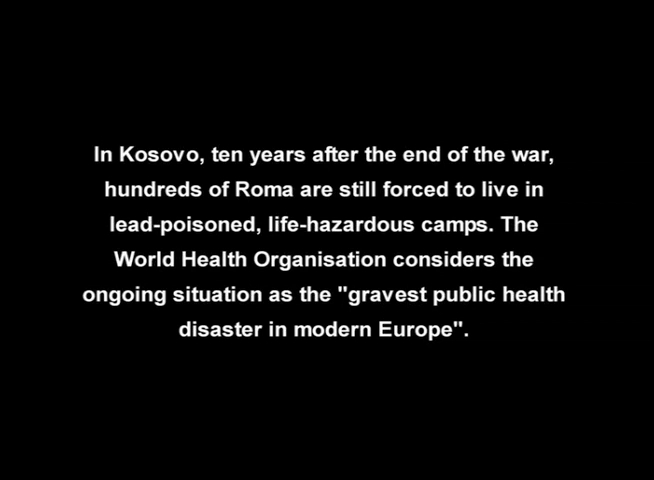 In Kosovo, ten years after the end of the war,
hundreds of Roma are still forced to live in
lead-poisoned, life-hazardous camps. The
World Health Organisation considers the
ongoing situation as the "gravest public health
disaster in modern Europe".